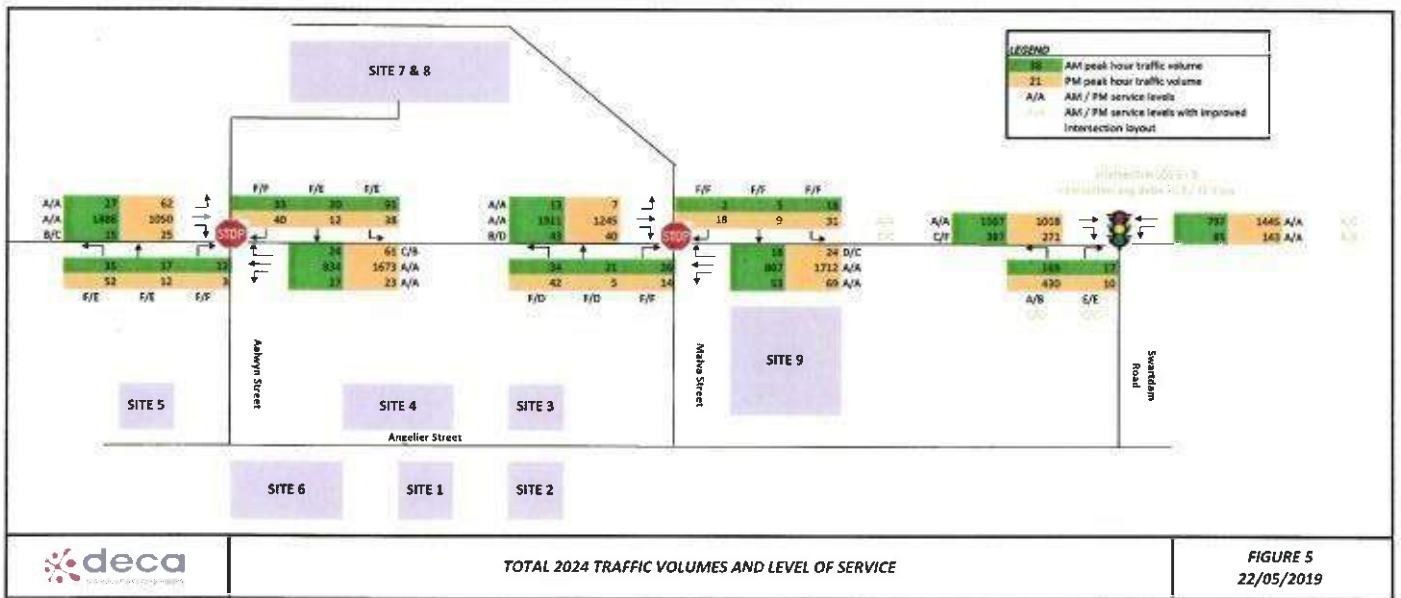 SITE 7 & 8
LEGEND
38 AM peak hour traffic volume
21 PM peak hour traffic volume
A/A AM / PM service levels
AM / PM service levels with improved
intersection layout
A/A 27 62
A/A 1486 1050
B/C 15 25
F/F F/E F/E
33 20 93
40 12 38
STOP
35 17 12
52 12 3
F/E F/E F/F
24 61 C/B
834 1673 A/A
17 23 A/A
A/A 13 7
A/A 1511 1245
B/D 43 40
F/F F/F F/F
2 5 18
18 9 31
STOP
34 21 26
42 5 14
F/D F/D F/F
18 24 D/C
807 1712 A/A
53 69 A/A
A/A 1167 1018
C/F 387 271
797 1445 A/A
85 143 A/A
169 17
430 10
A/B E/E
Aalwyn Street
Malva Street
Swartdam
Road
SITE 9
SITE 5
SITE 4
SITE 3
Angelier Street
SITE 6
SITE 1
SITE 2
deca
TOTAL 2024 TRAFFIC VOLUMES AND LEVEL OF SERVICE
FIGURE 5
22/05/2019